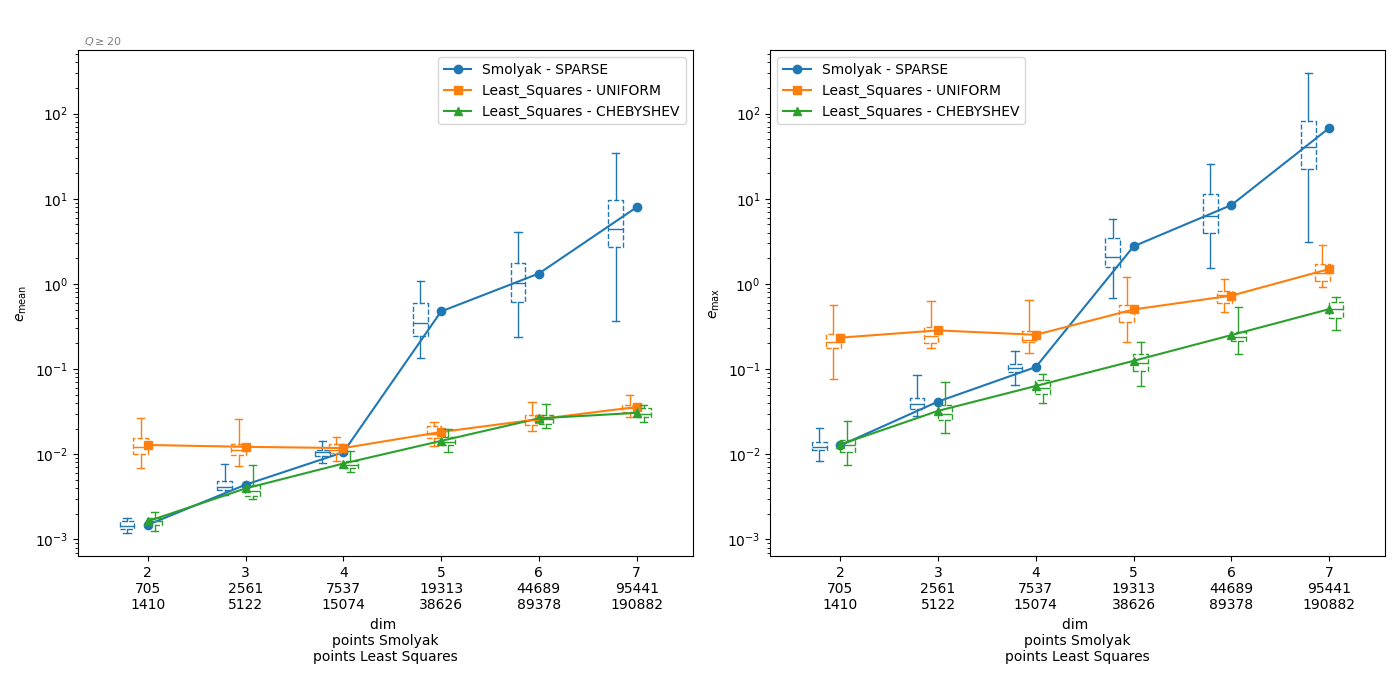 Q ≥ 20
Smolyak - SPARSE
Least_Squares - UNIFORM
Least_Squares - CHEBYSHEV
10²
10¹
10⁰
10⁻¹
10⁻²
10⁻³
e_mean
2 3 4 5 6 7
705 2561 7537 19313 44689 95441
1410 5122 15074 38626 89378 190882
dim
points Smolyak
points Least Squares
Smolyak - SPARSE
Least_Squares - UNIFORM
Least_Squares - CHEBYSHEV
10²
10¹
10⁰
10⁻¹
10⁻²
10⁻³
e_max
2 3 4 5 6 7
705 2561 7537 19313 44689 95441
1410 5122 15074 38626 89378 190882
dim
points Smolyak
points Least Squares